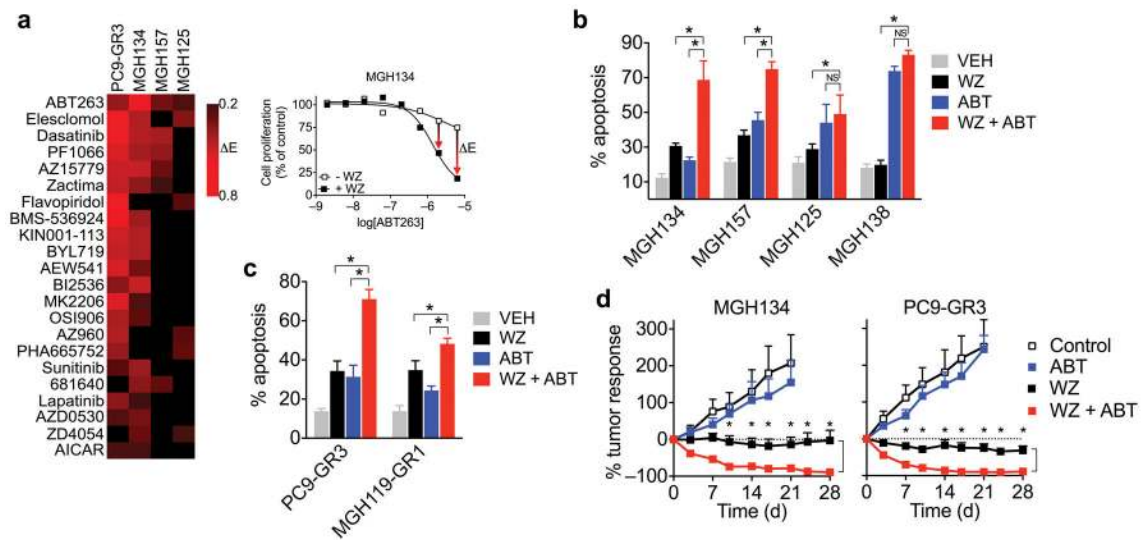 a
PC9-GR3
MGH134
MGH157
MGH125
ABT263
Elesclomol
Dasatinib
PF1066
AZ15779
Zactima
Flavopiridol
BMS-536924
KIN001-113
BYL719
AEW541
BI2536
MK2206
OSI906
AZ960
PHA665752
Sunitinib
681640
Lapatinib
AZD0530
ZD4054
AICAR
0.2
ΔE
0.8
MGH134
Cell proliferation
(% of control)
100
75
50
25
0
- WZ
+ WZ
ΔE
−9 −8 −7 −6 −5
log[ABT263]
b
% apoptosis
90
70
50
30
10
* * * * * NS * NS
MGH134
MGH157
MGH125
MGH138
VEH
WZ
ABT
WZ + ABT
c
% apoptosis
80
60
40
20
0
* * * *
PC9-GR3
MGH119-GR1
VEH
WZ
ABT
WZ + ABT
d
MGH134
PC9-GR3
% tumor response
300
200
100
0
−100
* * * * * *
* * * * * * *
0 7 14 21 28
Time (d)
0 7 14 21 28
Time (d)
Control
ABT
WZ
WZ + ABT